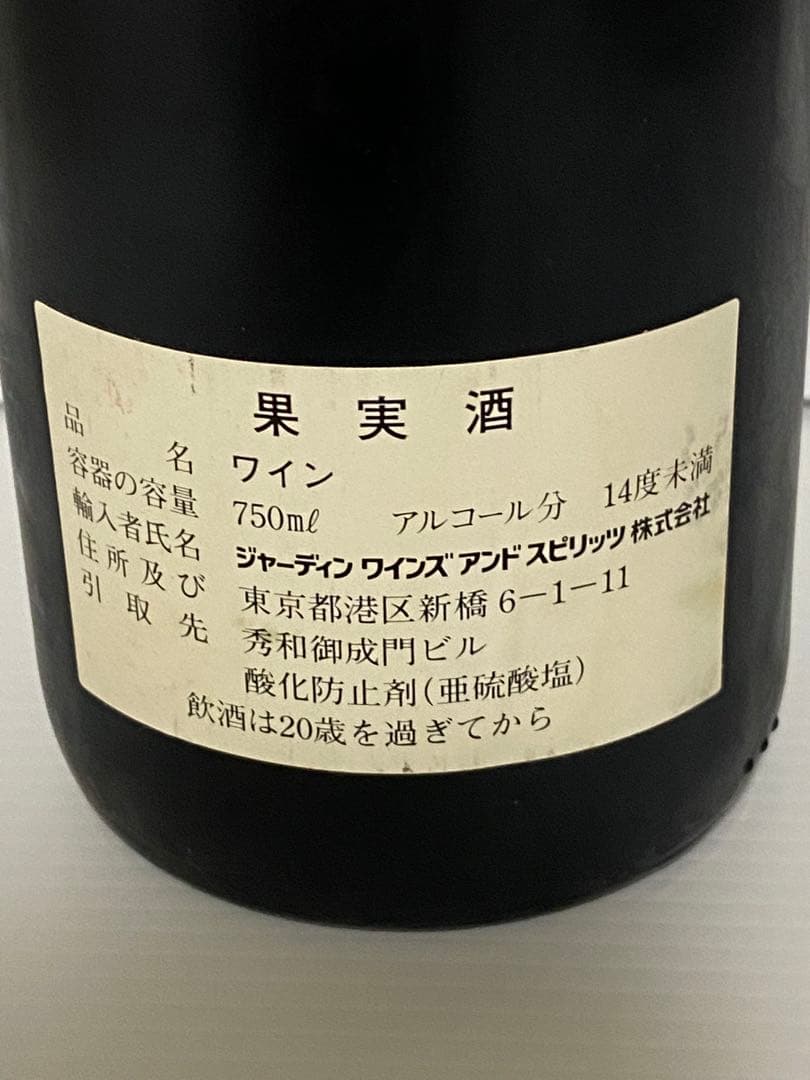 果実酒
品名 ワイン
容器の容量 750mℓ アルコール分 14度未満
輸入者氏名 ジャーディン ワインズ アンド スピリッツ 株式会社
住所及び 東京都港区新橋 6-1-11
引取先 秀和御成門ビル
酸化防止剤(亜硫酸塩)
飲酒は20歳を過ぎてから